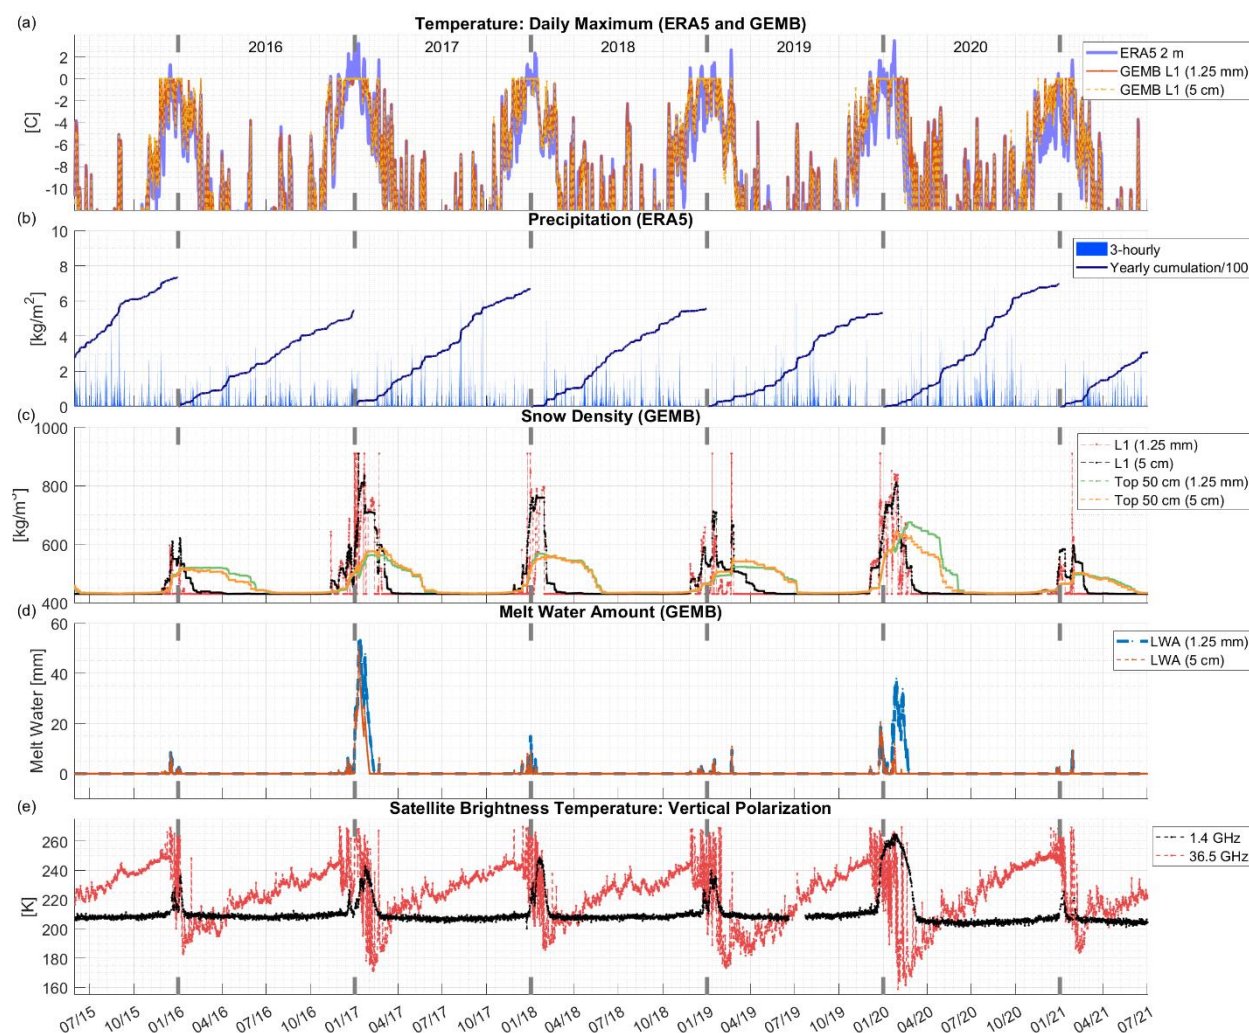 (a)
Temperature: Daily Maximum (ERA5 and GEMB)
2016
2017
2018
2019
2020
ERA5 2 m
GEMB L1 (1.25 mm)
GEMB L1 (5 cm)
[C]
2
0
-2
-4
-6
-8
-10
(b)
Precipitation (ERA5)
3-hourly
Yearly cumulation/100
[kg/m2]
10
8
6
4
2
0
(c)
Snow Density (GEMB)
L1 (1.25 mm)
L1 (5 cm)
Top 50 cm (1.25 mm)
Top 50 cm (5 cm)
[kg/m3]
1000
800
600
400
(d)
Melt Water Amount (GEMB)
LWA (1.25 mm)
LWA (5 cm)
Melt Water [mm]
60
40
20
0
(e)
Satellite Brightness Temperature: Vertical Polarization
1.4 GHz
36.5 GHz
[K]
260
240
220
200
180
160
07/15 10/15 01/16 04/16 07/16 10/16 01/17 04/17 07/17 10/17 01/18 04/18 07/18 10/18 01/19 04/19 07/19 10/19 01/20 04/20 07/20 10/20 01/21 04/21 07/21